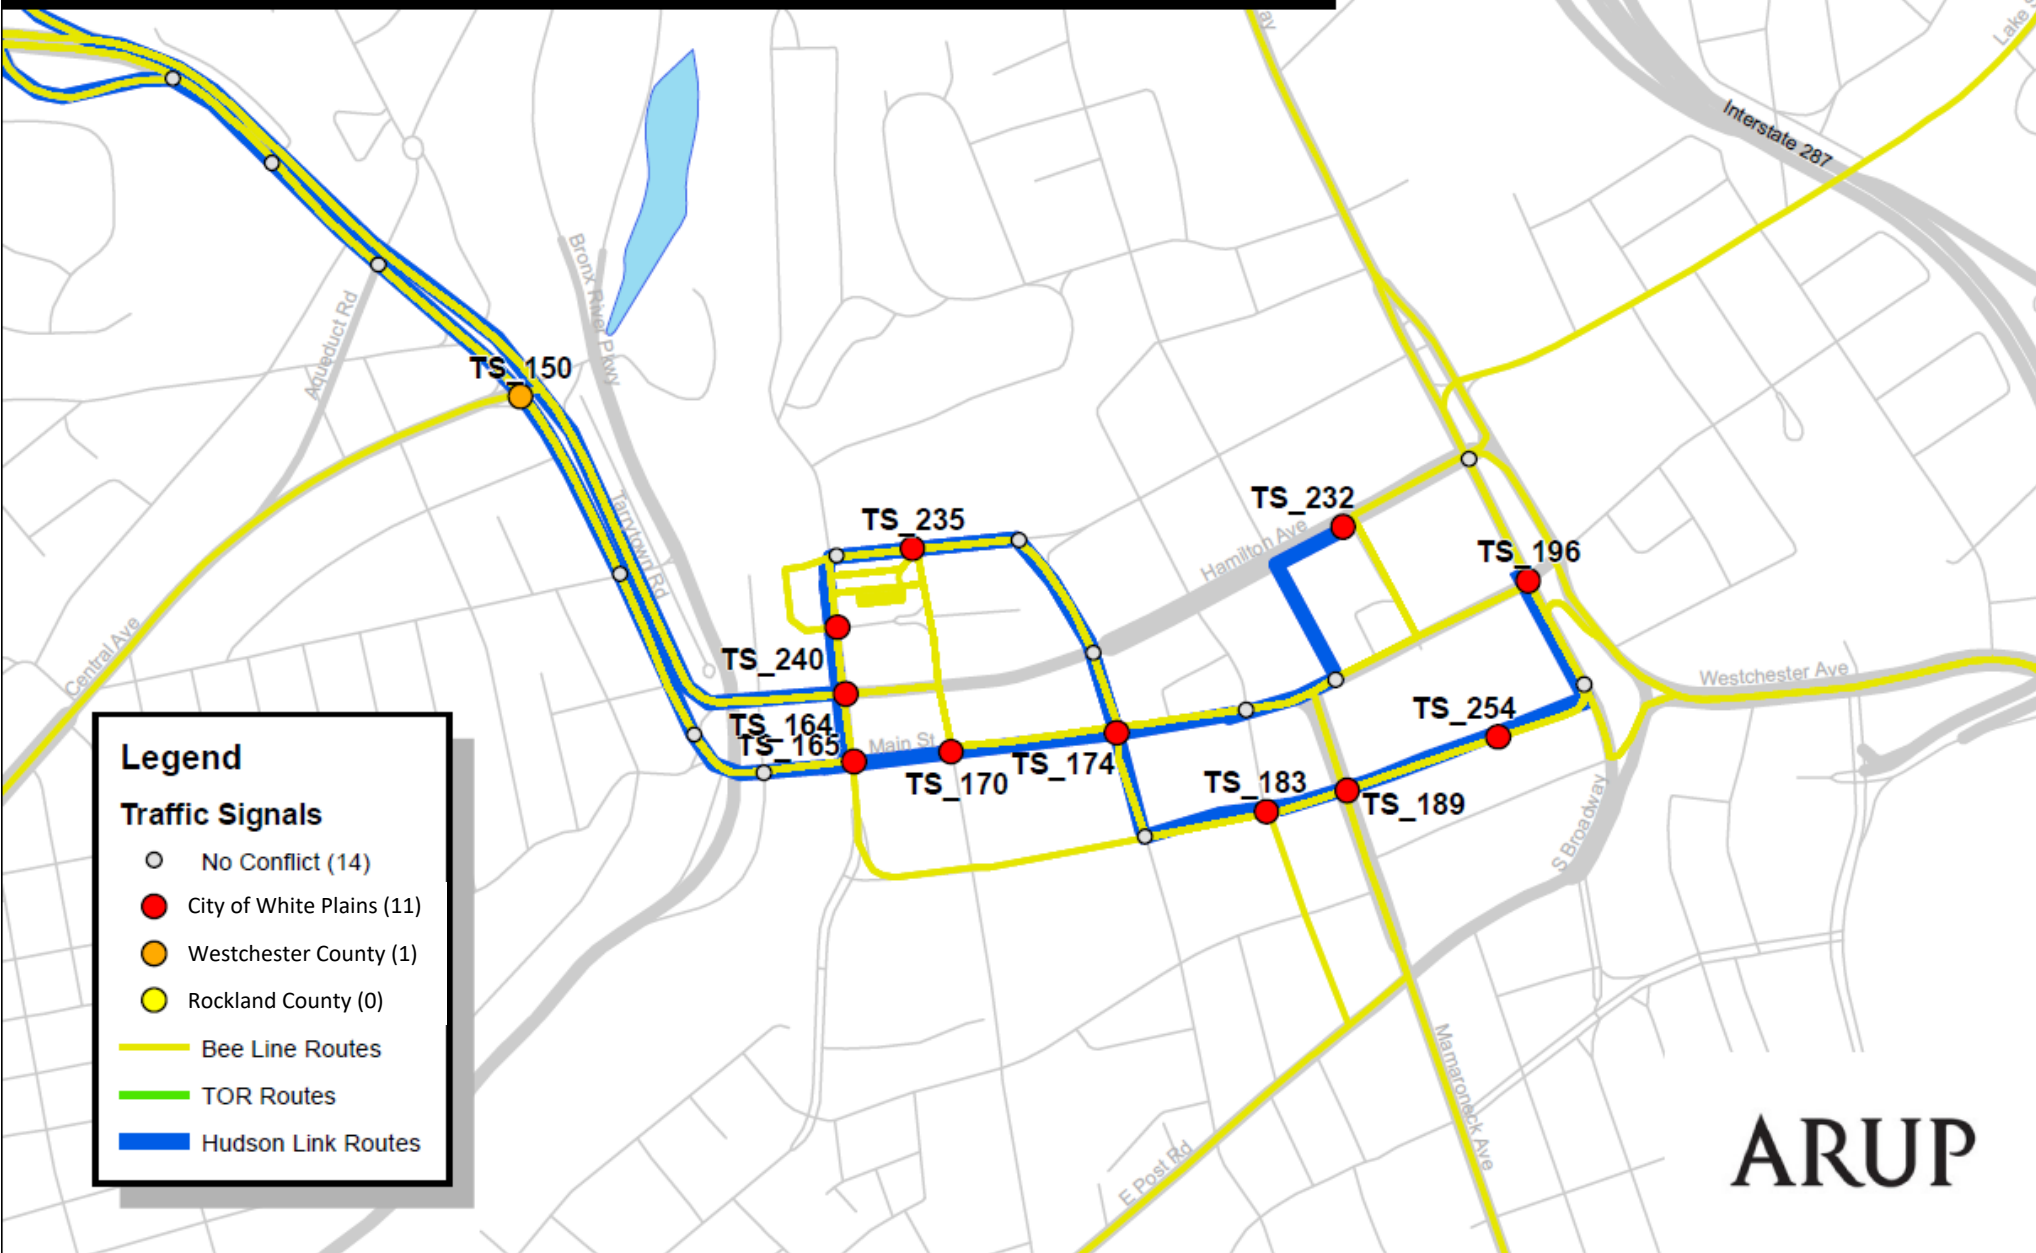 ay
Lake S
Interstate 287
Bronx River Pkwy
Aqueduct Rd
TS_150
Tarrytown Rd
TS_235
TS_232
Hamilton Ave
TS_196
Central Ave
TS_240
Westchester Ave
TS_164
TS_165
Main St
TS_170
TS_174
TS_183
TS_254
TS_189
S Broadway
Mamaroneck Ave
E Post Rd
Legend
Traffic Signals
No Conflict (14)
City of White Plains (11)
Westchester County (1)
Rockland County (0)
Bee Line Routes
TOR Routes
Hudson Link Routes
ARUP